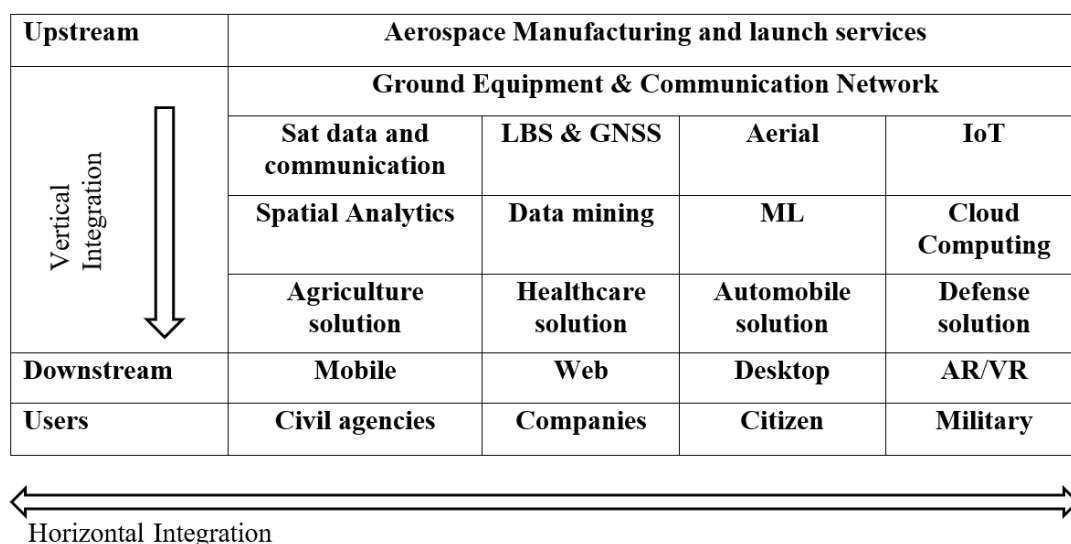 Upstream
Aerospace Manufacturing and launch services
Vertical
Integration
Ground Equipment & Communication Network
Sat data and
communication
LBS & GNSS
Aerial
IoT
Spatial Analytics
Data mining
ML
Cloud
Computing
Agriculture
solution
Healthcare
solution
Automobile
solution
Defense
solution
Downstream
Mobile
Web
Desktop
AR/VR
Users
Civil agencies
Companies
Citizen
Military
Horizontal Integration